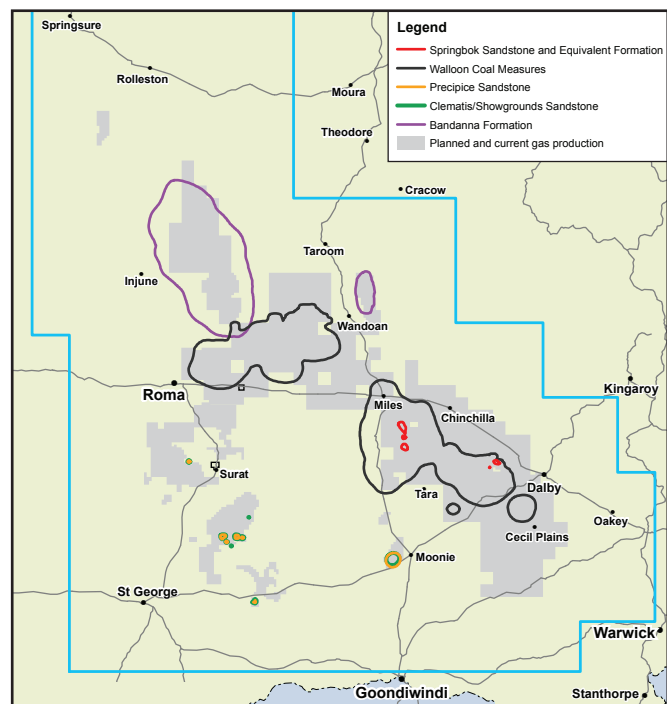 Springsure
Rolleston
Moura
Theodore
Cracow
Taroom
Injune
Wandoan
Kingaroy
Roma
Miles
Chinchilla
Surat
Tara
Dalby
Oakey
Cecil Plains
Moonie
St George
Warwick
Goondiwindi
Stanthorpe
Legend
Springbok Sandstone and Equivalent Formation
Walloon Coal Measures
Precipice Sandstone
Clematis/Showgrounds Sandstone
Bandanna Formation
Planned and current gas production